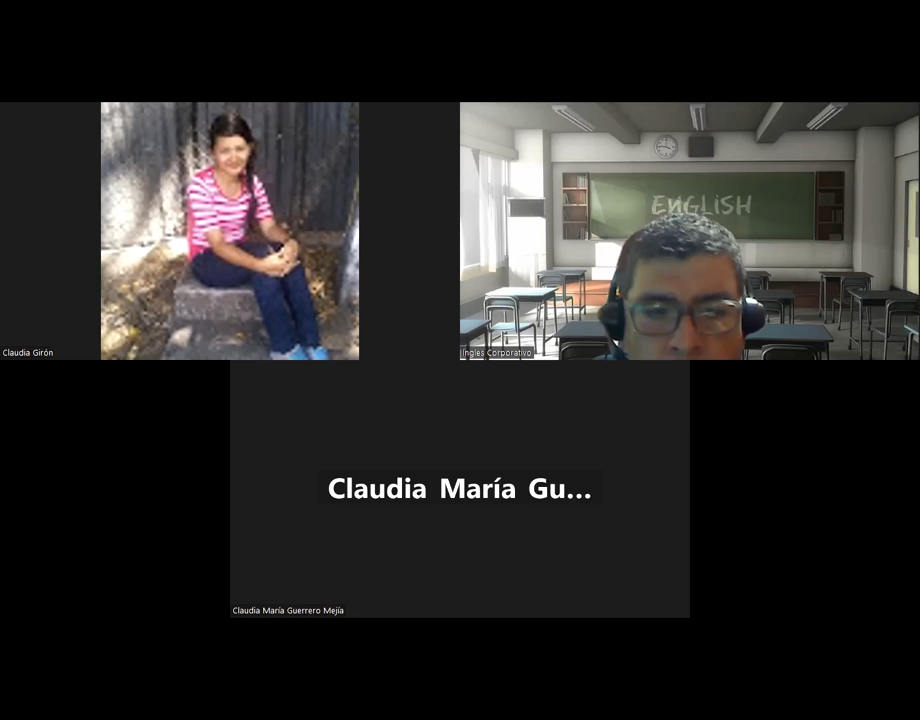 ENGLISH
Claudia Girón
Ingles Corporativo
Claudia María Gu...
Claudia María Guerrero Mejía